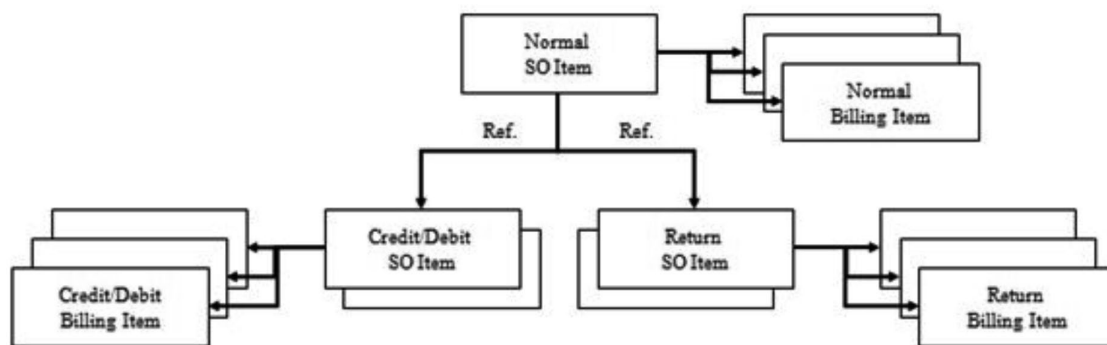 Normal
SO Item
Normal
Billing Item
Ref.
Ref.
Credit/Debit
SO Item
Return
SO Item
Credit/Debit
Billing Item
Return
Billing Item